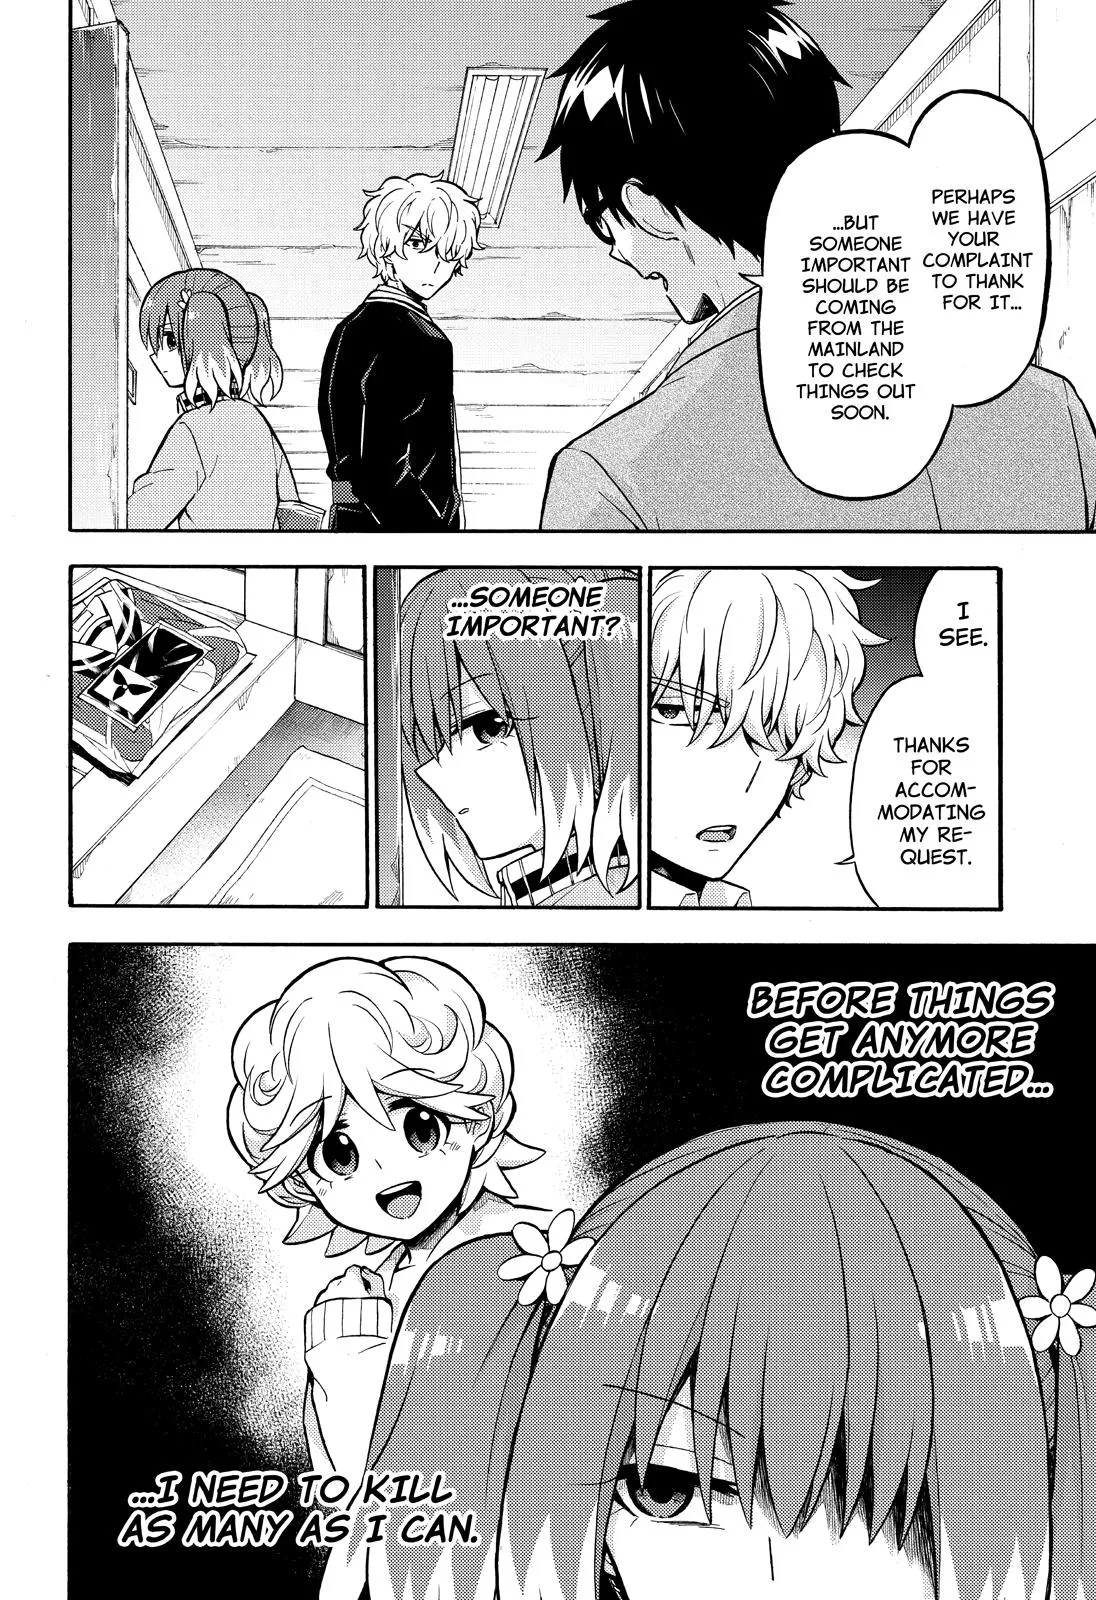 PERHAPS
WE HAVE
YOUR
COMPLAINT
TO THANK
FOR IT...
...BUT
SOMEONE
IMPORTANT
SHOULD BE
COMING
FROM THE
MAINLAND
TO CHECK
THINGS OUT
SOON.
I
SEE.
THANKS
FOR
ACCOM-
MODATING
MY RE-
QUEST.
...SOMEONE
IMPORTANT?
BEFORE THINGS
GET ANYMORE
COMPLICATED...
...I NEED TO KILL
AS MANY AS I CAN.